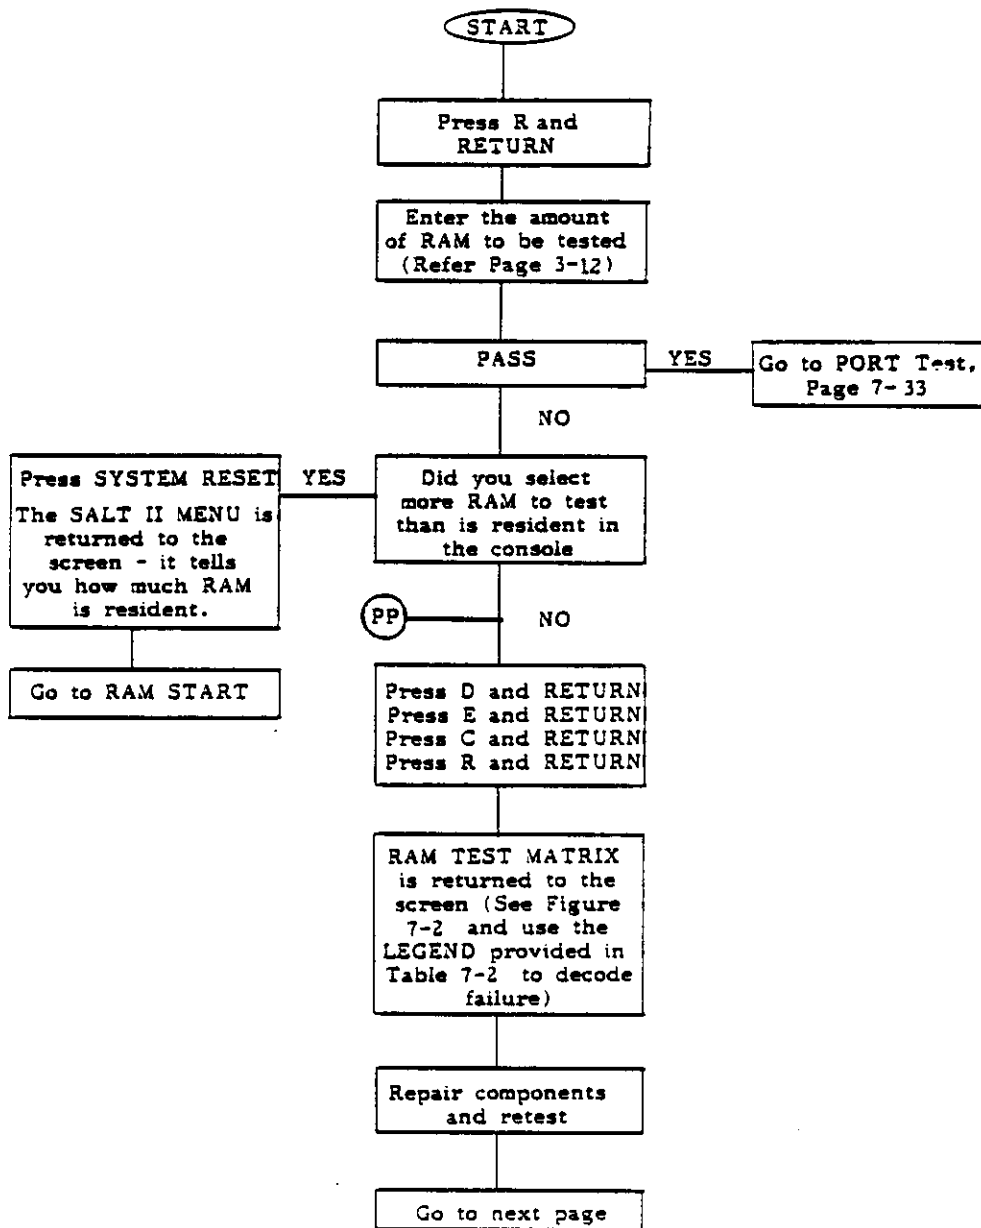 START
Press R and
RETURN
Enter the amount
of RAM to be tested
(Refer Page 3-12)
PASS
YES
Go to PORT Test,
Page 7-33
NO
Did you select
more RAM to test
than is resident in
the console
YES
Press SYSTEM RESET
The SALT II MENU is
returned to the
screen - it tells
you how much RAM
is resident.
Go to RAM START
PP
NO
Press D and RETURN
Press E and RETURN
Press C and RETURN
Press R and RETURN
RAM TEST MATRIX
is returned to the
screen (See Figure
7-2 and use the
LEGEND provided in
Table 7-2 to decode
failure)
Repair components
and retest
Go to next page